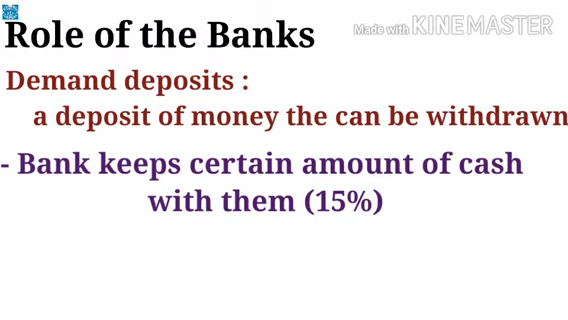 Role of the Banks
Made with KINEMASTER
Demand deposits :
a deposit of money the can be withdrawn
- Bank keeps certain amount of cash
with them (15%)